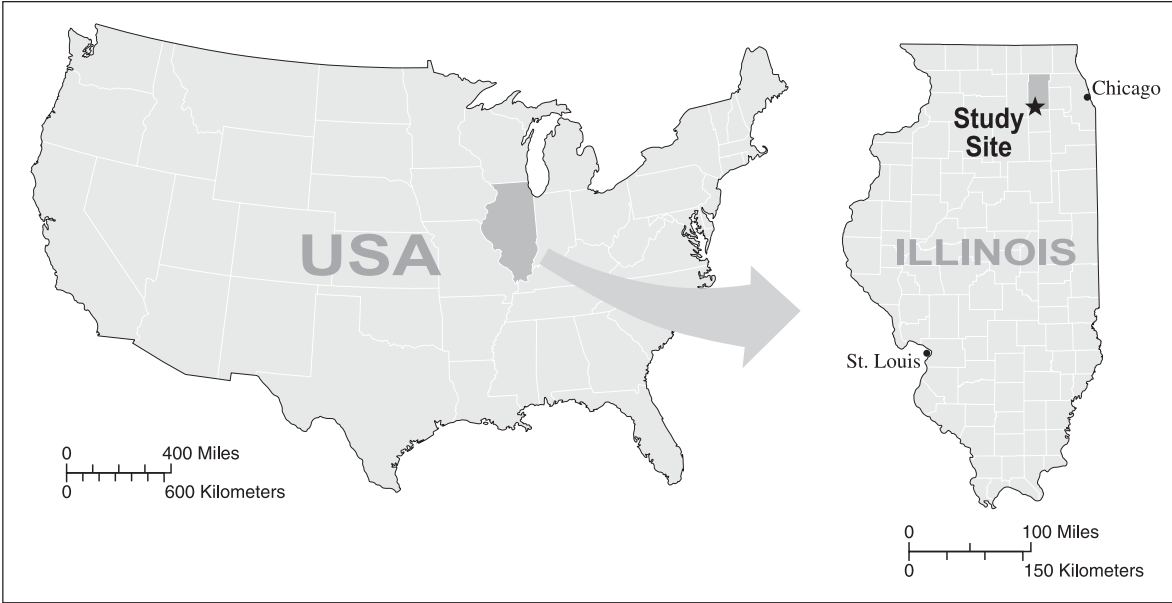 USA
0 400 Miles
0 600 Kilometers
Chicago
Study
Site
ILLINOIS
St. Louis
0 100 Miles
0 150 Kilometers